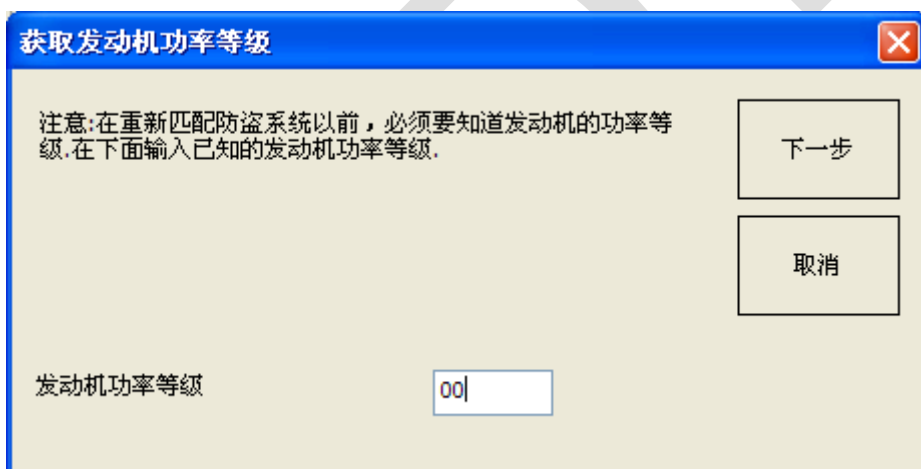 获取发动机功率等级
注意:在重新匹配防盗系统以前，必须要知道发动机的功率等
级.在下面输入已知的发动机功率等级.
下一步
取消
发动机功率等级
00